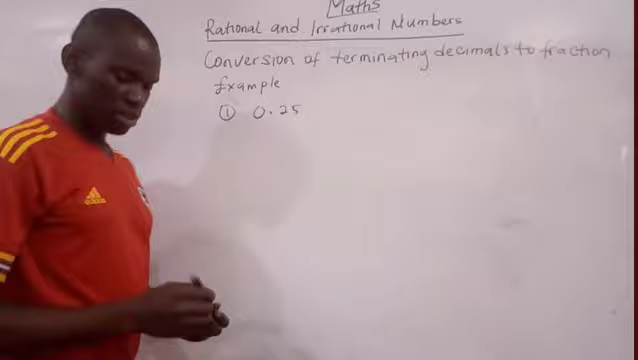 Maths
Rational and Irrational Numbers
Conversion of terminating decimals to fraction
Example
① 0.25
adidas